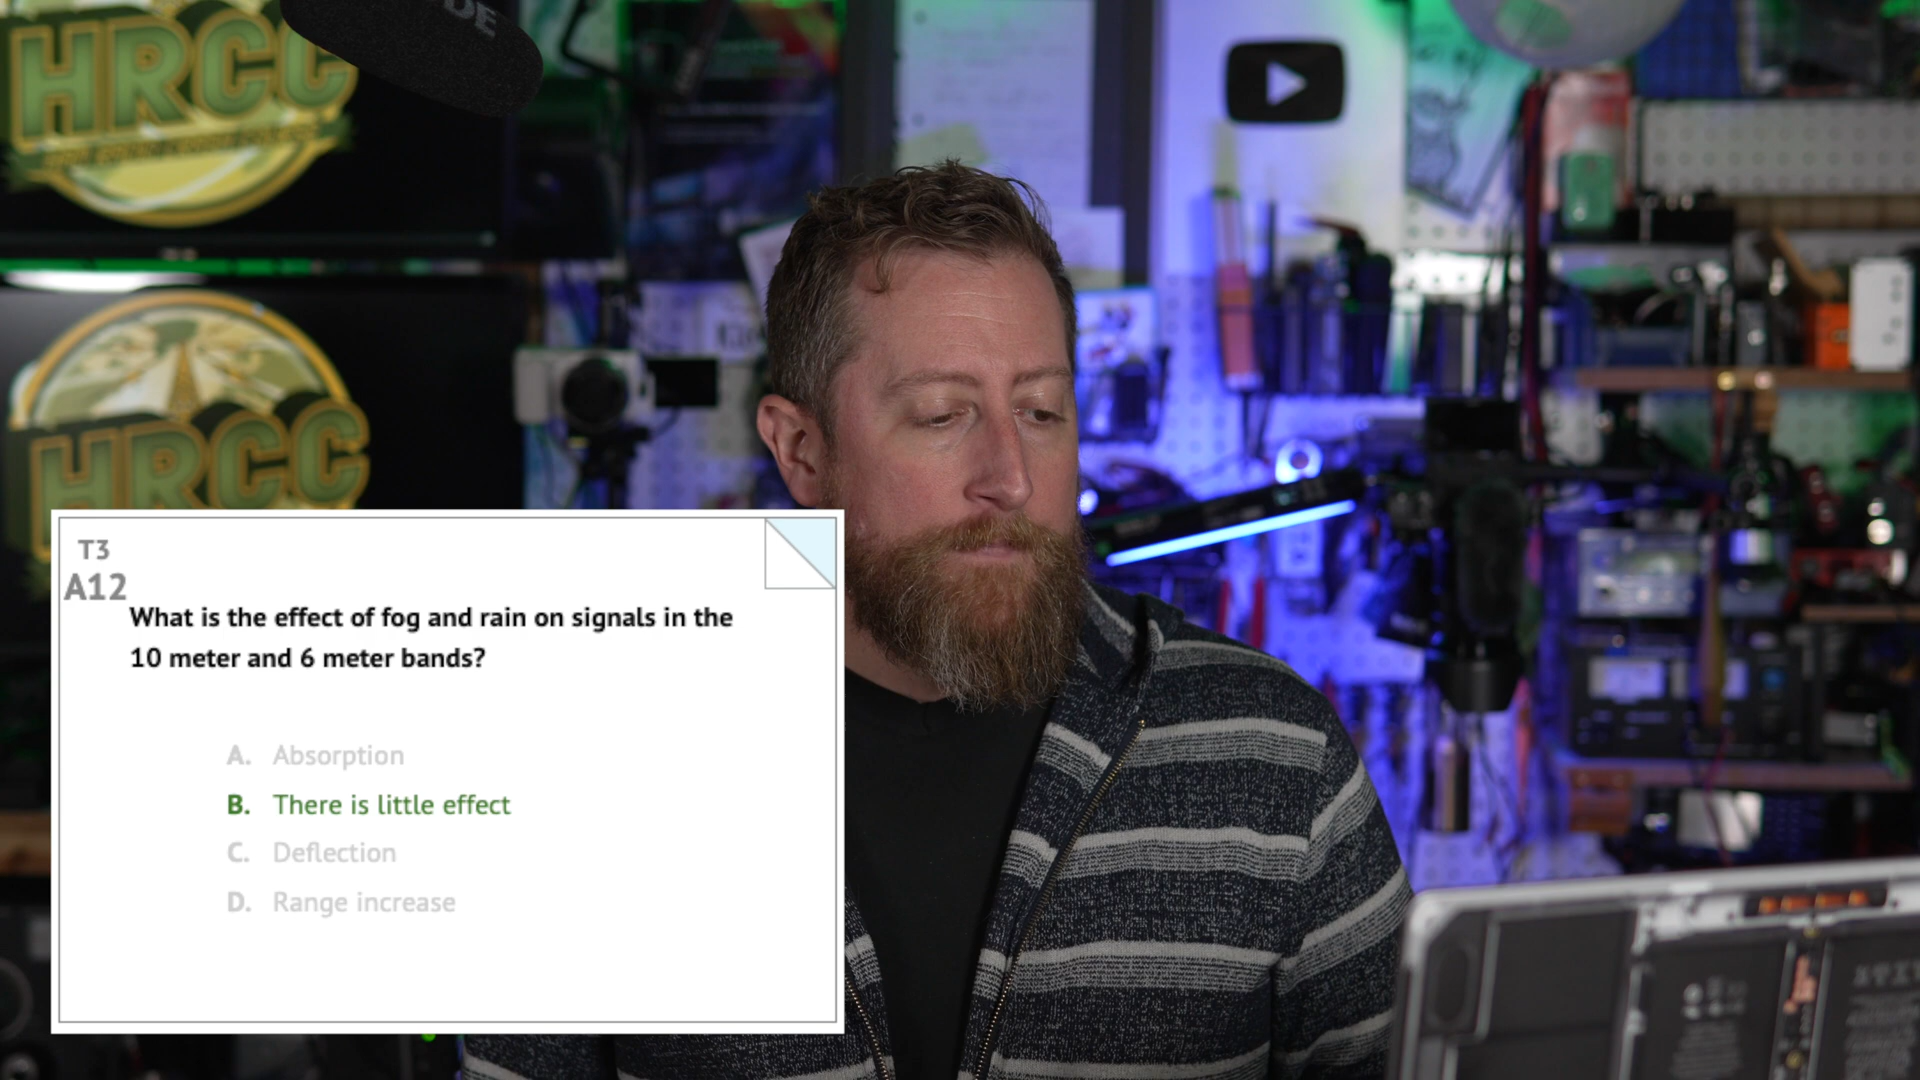 DE
HRCC
HRCC
T3
A12
What is the effect of fog and rain on signals in the
10 meter and 6 meter bands?
A. Absorption
B. There is little effect
C. Deflection
D. Range increase